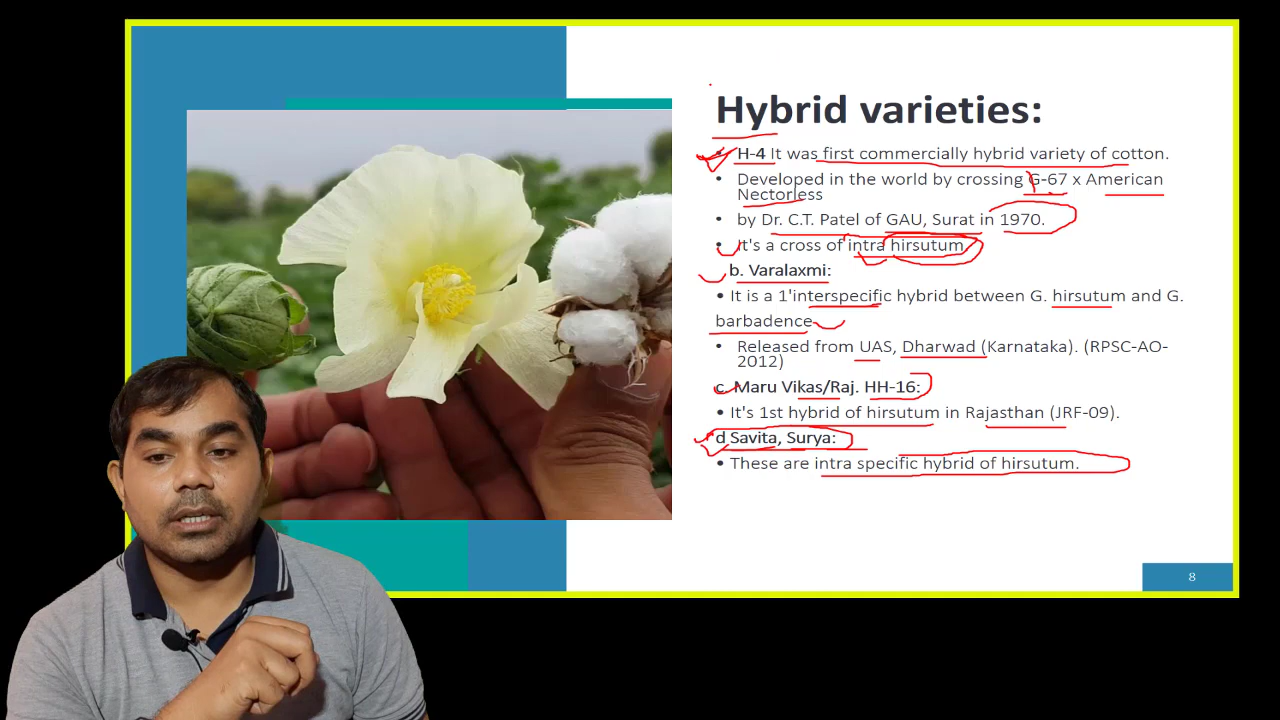 Hybrid varieties:
• H-4 It was first commercially hybrid variety of cotton.
• Developed in the world by crossing G-67 x American
Nectorless
• by Dr. C.T. Patel of GAU, Surat in 1970.
• It's a cross of intra hirsutum.
b. Varalaxmi:
• It is a 1'interspecific hybrid between G. hirsutum and G.
barbadence
• Released from UAS, Dharwad (Karnataka). (RPSC-AO-
2012)
c. Maru Vikas/Raj. HH-16:
• It's 1st hybrid of hirsutum in Rajasthan (JRF-09).
d Savita, Surya:
• These are intra specific hybrid of hirsutum.
8